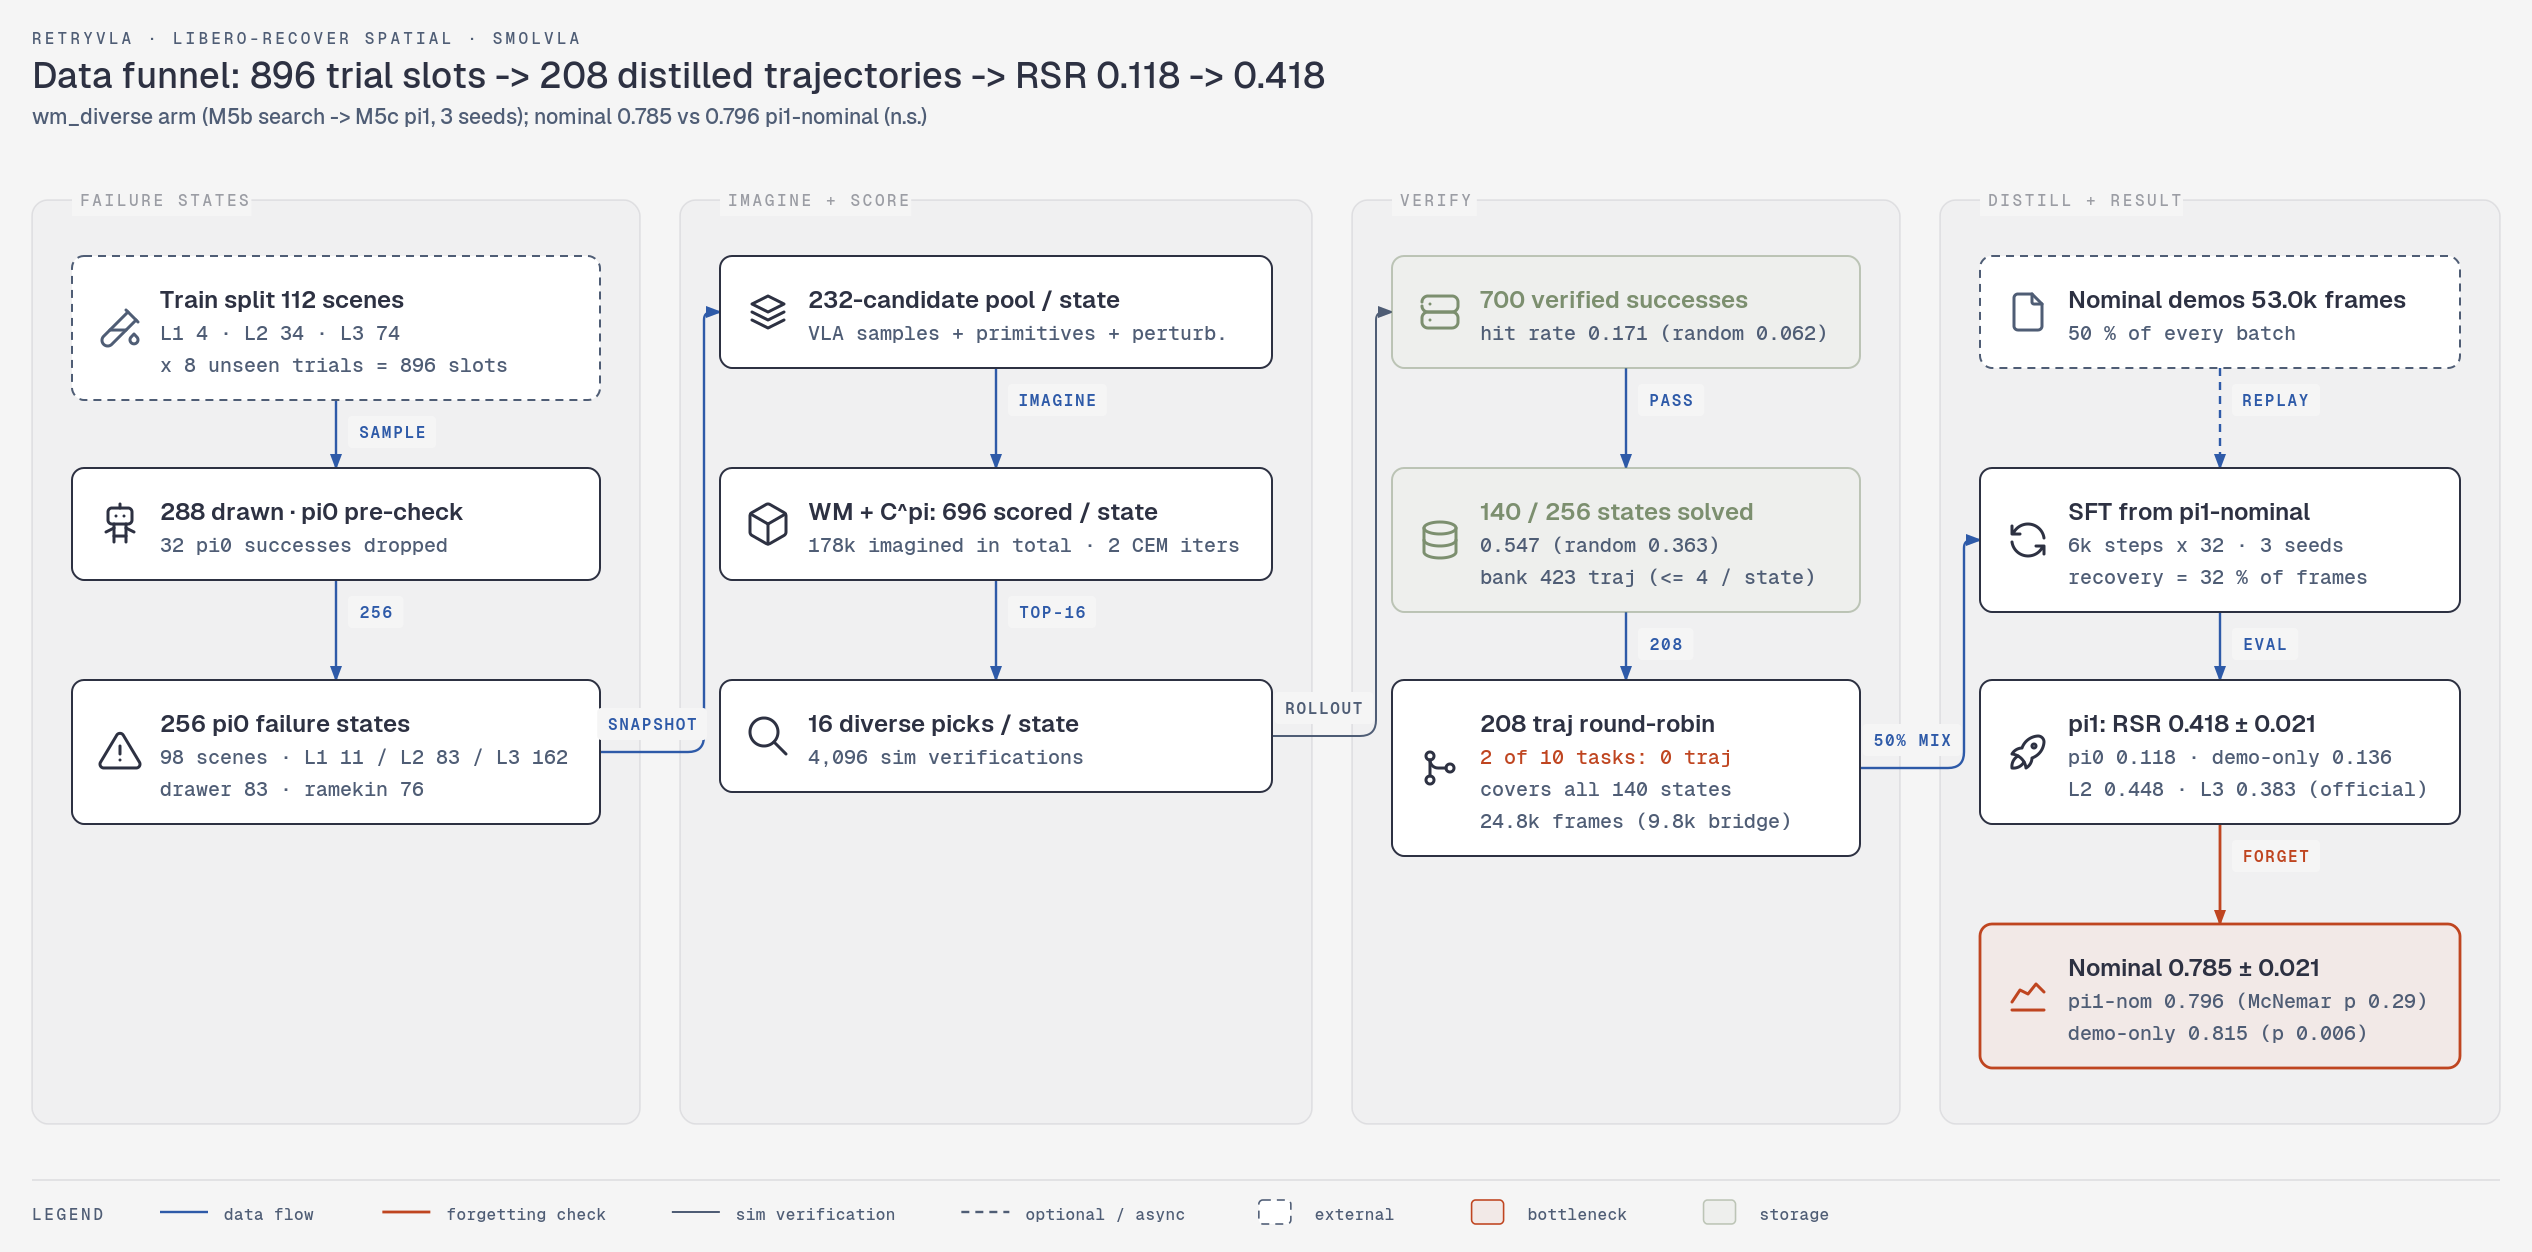 RETRYVLA · LIBERO-RECOVER SPATIAL · SMOLVLA
Data funnel: 896 trial slots -> 208 distilled trajectories -> RSR 0.118 -> 0.418
wm_diverse arm (M5b search -> M5c pi1, 3 seeds); nominal 0.785 vs 0.796 pi1-nominal (n.s.)
FAILURE STATES
Train split 112 scenes
L1 4 · L2 34 · L3 74
x 8 unseen trials = 896 slots
SAMPLE
288 drawn · pi0 pre-check
32 pi0 successes dropped
256
256 pi0 failure states
98 scenes · L1 11 / L2 83 / L3 162
drawer 83 · ramekin 76
SNAPSHOT
IMAGINE + SCORE
232-candidate pool / state
VLA samples + primitives + perturb.
IMAGINE
WM + C^pi: 696 scored / state
178k imagined in total · 2 CEM iters
TOP-16
16 diverse picks / state
4,096 sim verifications
ROLLOUT
VERIFY
700 verified successes
hit rate 0.171 (random 0.062)
PASS
140 / 256 states solved
0.547 (random 0.363)
bank 423 traj (<= 4 / state)
208
208 traj round-robin
2 of 10 tasks: 0 traj
covers all 140 states
24.8k frames (9.8k bridge)
50% MIX
DISTILL + RESULT
Nominal demos 53.0k frames
50 % of every batch
REPLAY
SFT from pi1-nominal
6k steps x 32 · 3 seeds
recovery = 32 % of frames
EVAL
pi1: RSR 0.418 ± 0.021
pi0 0.118 · demo-only 0.136
L2 0.448 · L3 0.383 (official)
FORGET
Nominal 0.785 ± 0.021
pi1-nom 0.796 (McNemar p 0.29)
demo-only 0.815 (p 0.006)
LEGEND
data flow
forgetting check
sim verification
optional / async
external
bottleneck
storage